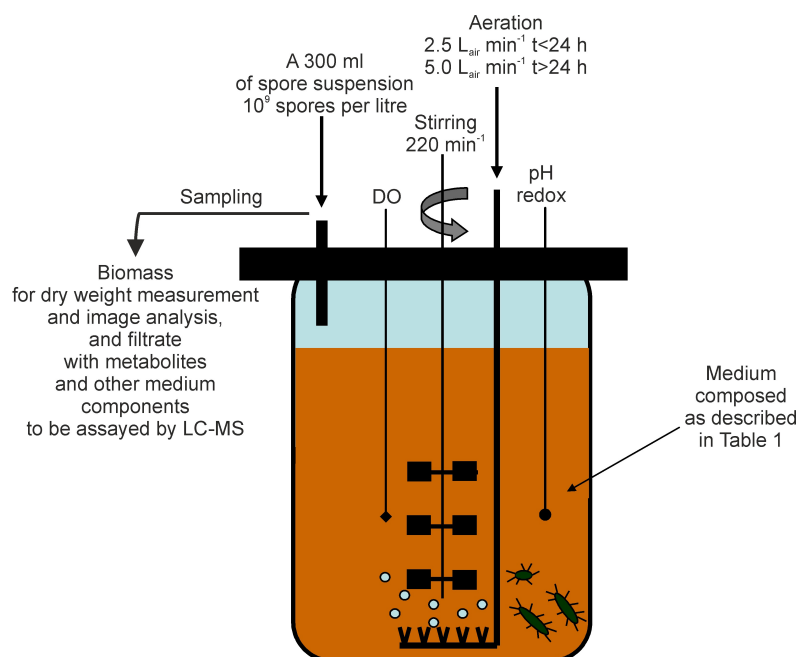 Aeration
2.5 Lair min-1 t<24 h
5.0 Lair min-1 t>24 h
A 300 ml
of spore suspension
10⁹ spores per litre
Stirring
220 min-1
pH
redox
DO
Sampling
Biomass
for dry weight measurement
and image analysis,
and filtrate
with metabolites
and other medium
components
to be assayed by LC-MS
Medium
composed
as described
in Table 1